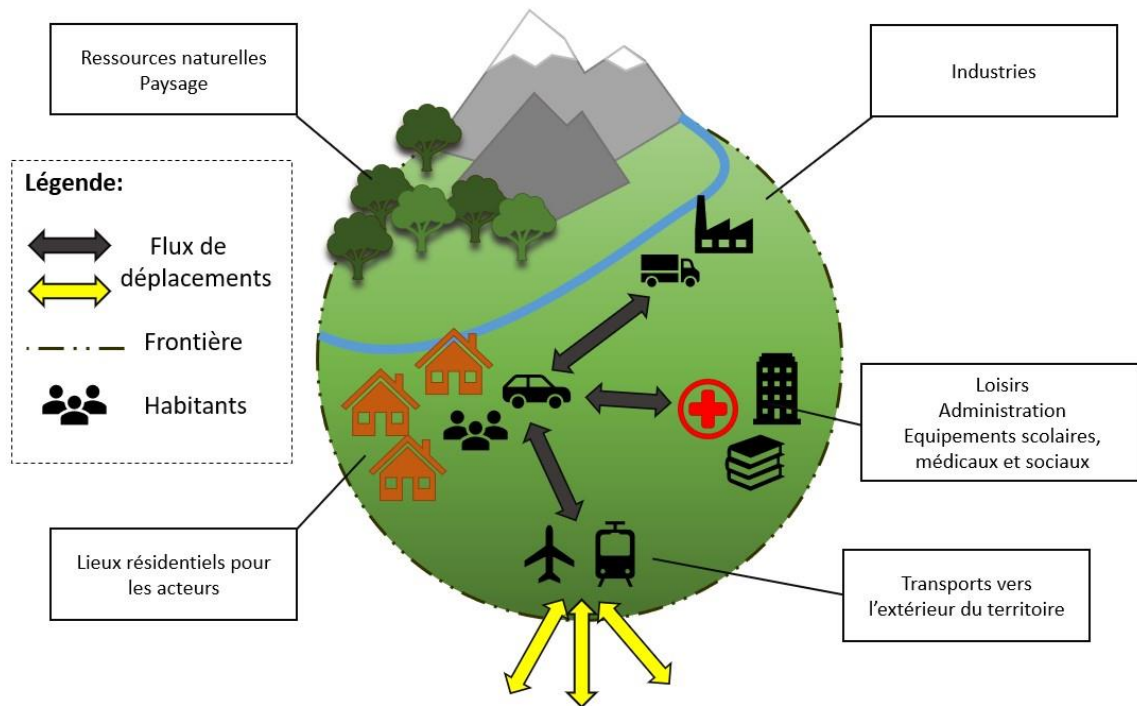 Ressources naturelles
Paysage
Industries
Légende:
Flux de
déplacements
Frontière
Habitants
Loisirs
Administration
Equipements scolaires,
médicaux et sociaux
Lieux résidentiels pour
les acteurs
Transports vers
l'extérieur du territoire